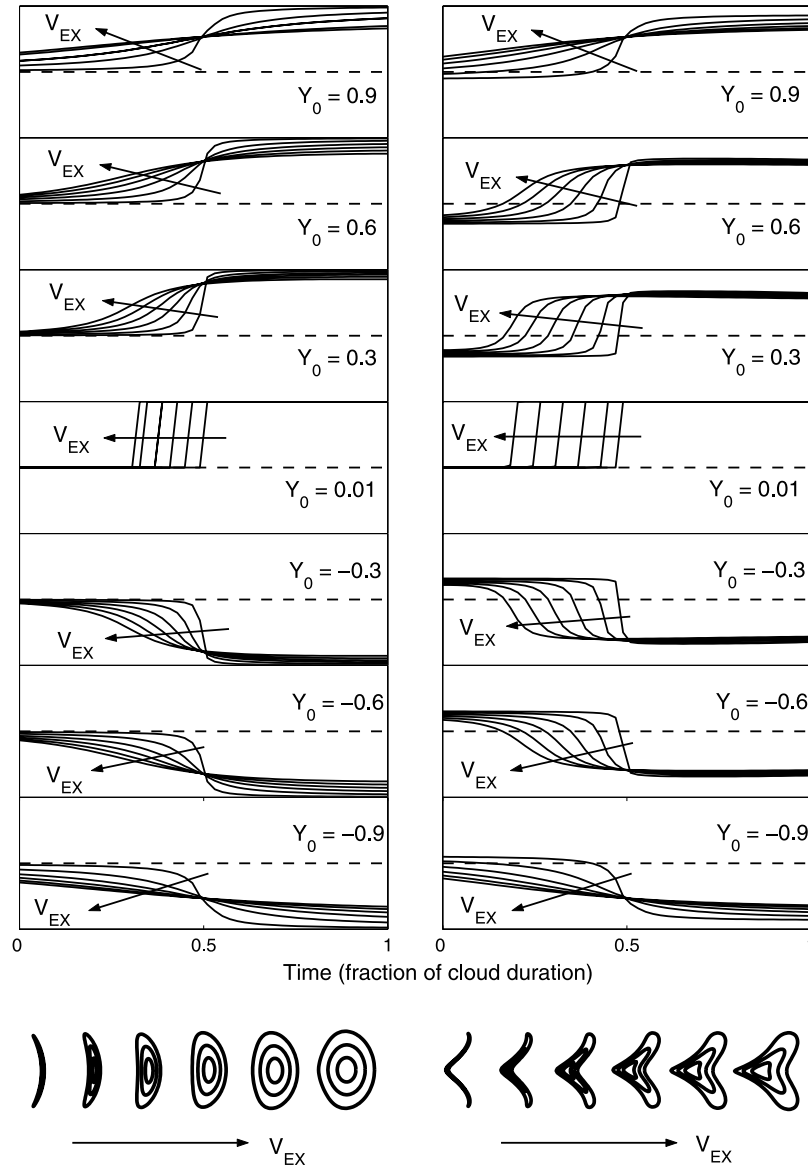 V_EX
Y_0 = 0.9
V_EX
Y_0 = 0.6
V_EX
Y_0 = 0.3
V_EX
Y_0 = 0.01
Y_0 = −0.3
V_EX
Y_0 = −0.6
V_EX
Y_0 = −0.9
V_EX
0
0.5
1
V_EX
Y_0 = 0.9
V_EX
Y_0 = 0.6
V_EX
Y_0 = 0.3
V_EX
Y_0 = 0.01
Y_0 = −0.3
V_EX
Y_0 = −0.6
V_EX
Y_0 = −0.9
V_EX
0
0.5
Time (fraction of cloud duration)
V_EX
V_EX